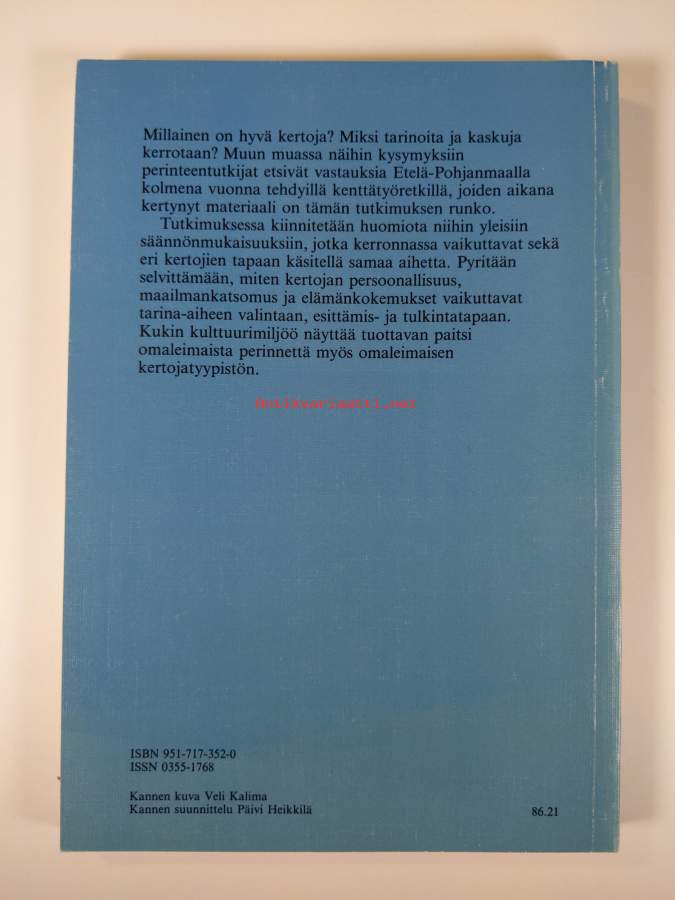 Millainen on hyvä kertoja? Miksi tarinoita ja kaskuja
kerrotaan? Muun muassa näihin kysymyksiin
perinteentutkijat etsivät vastauksia Etelä-Pohjanmaalla
kolmena vuonna tehdyillä kenttätyöretkillä, joiden aikana
kertynyt materiaali on tämän tutkimuksen runko.
Tutkimuksessa kiinnitetään huomiota niihin yleisiin
säännönmukaisuuksiin, jotka kerronnassa vaikuttavat sekä
eri kertojien tapaan käsitellä samaa aihetta. Pyritään
selvittämään, miten kertojan persoonallisuus,
maailmankatsomus ja elämänkokemukset vaikuttavat
tarina-aiheen valintaan, esittämis- ja tulkintatapaan.
Kukin kulttuurimiljöö näyttää tuottavan paitsi
omaleimaista perinnettä myös omaleimaisen
kertojatyypistön.
Antikvariaatti.net
ISBN 951-717-352-0
ISSN 0355-1768
Kannen kuva Veli Kalima
Kannen suunnittelu Päivi Heikkilä
86.21